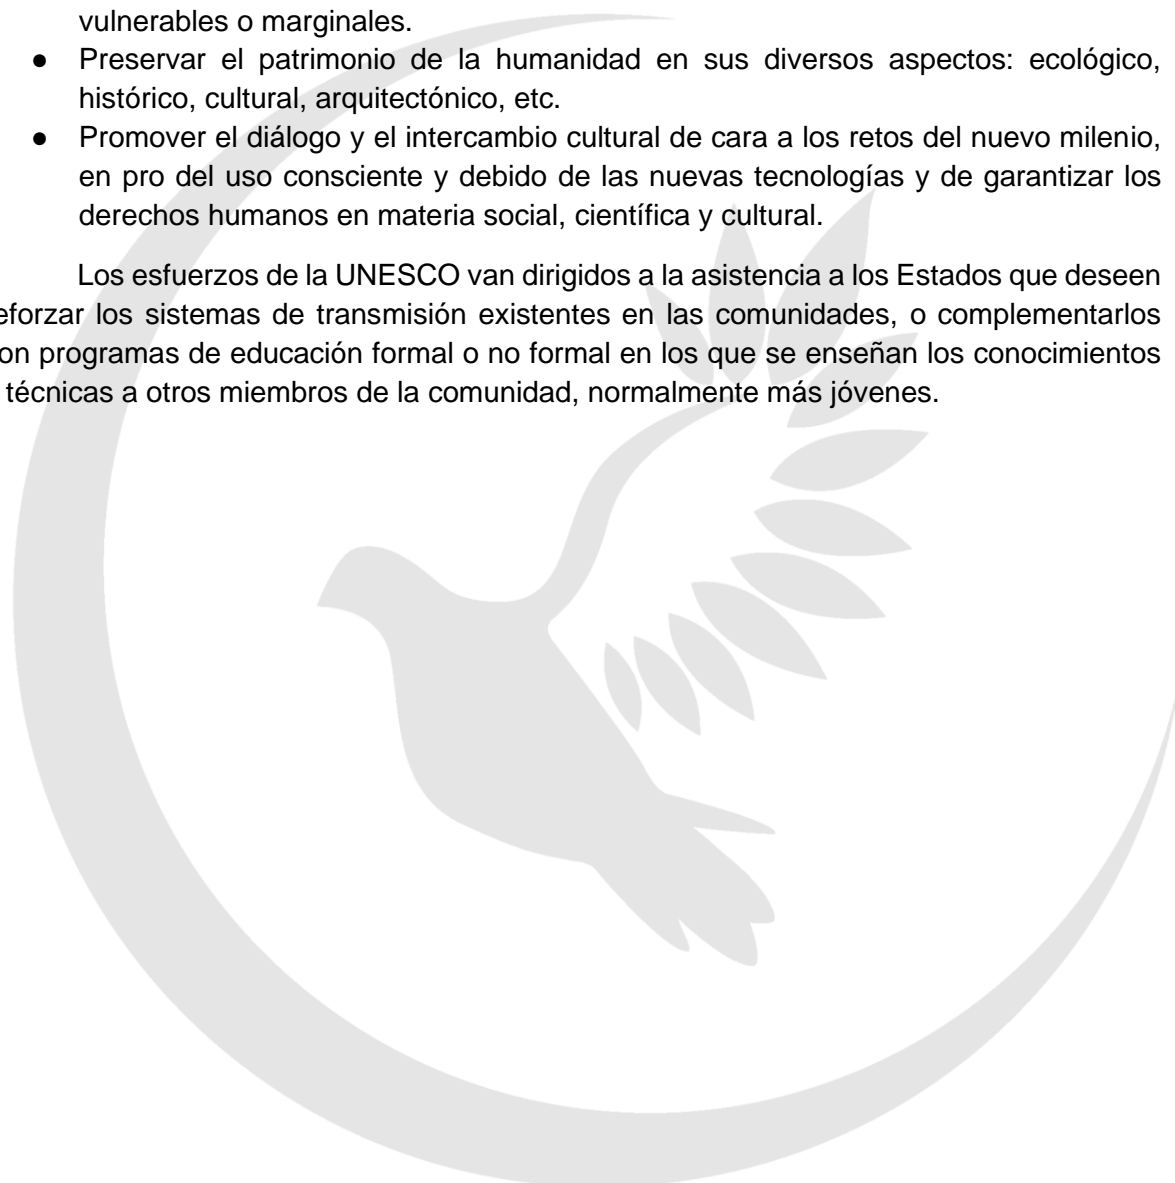 vulnerables o marginales.
● Preservar el patrimonio de la humanidad en sus diversos aspectos: ecológico,
histórico, cultural, arquitectónico, etc.
● Promover el diálogo y el intercambio cultural de cara a los retos del nuevo milenio,
en pro del uso consciente y debido de las nuevas tecnologías y de garantizar los
derechos humanos en materia social, científica y cultural.
Los esfuerzos de la UNESCO van dirigidos a la asistencia a los Estados que deseen
eforzar los sistemas de transmisión existentes en las comunidades, o complementarlos
on programas de educación formal o no formal en los que se enseñan los conocimientos
técnicas a otros miembros de la comunidad, normalmente más jóvenes.